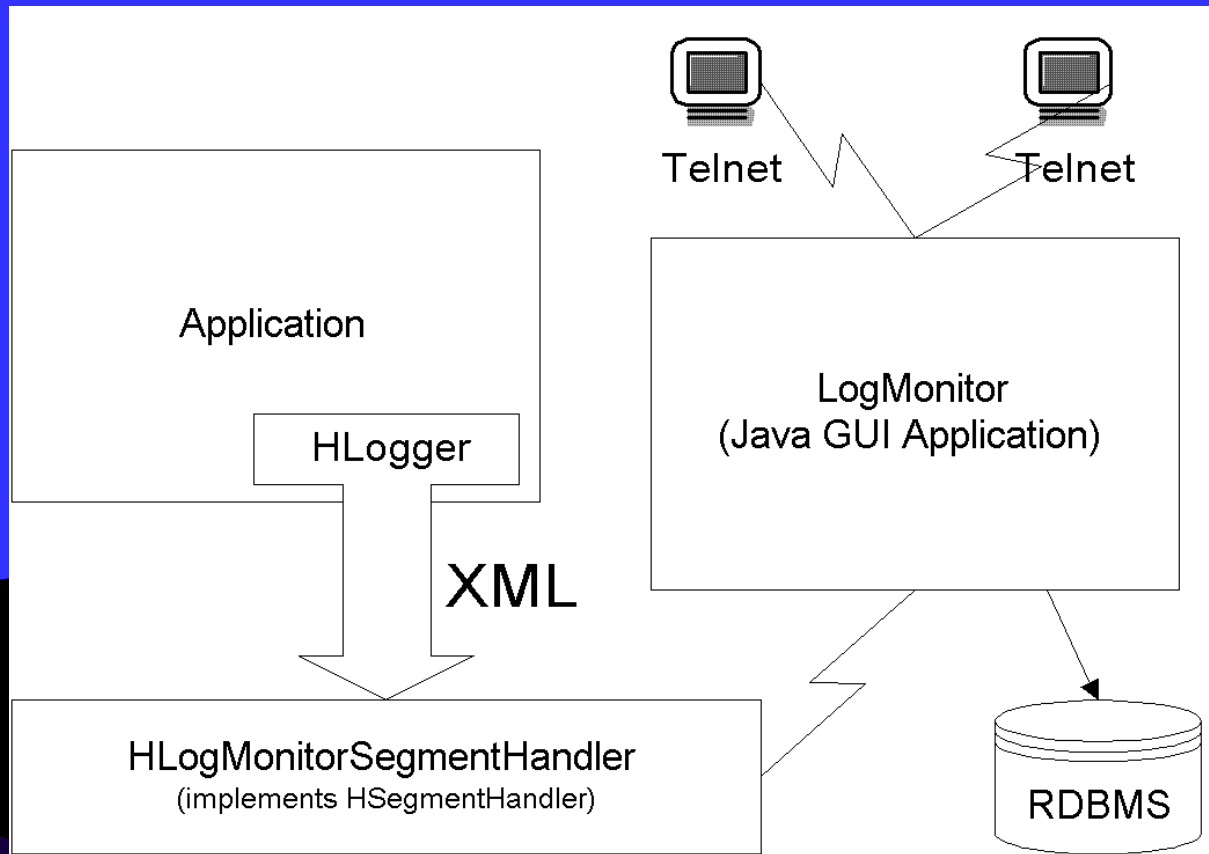 Telnet
Telnet
Application
HLogger
LogMonitor
(Java GUI Application)
XML
HLogMonitorSegmentHandler
(implements HSegmentHandler)
RDBMS